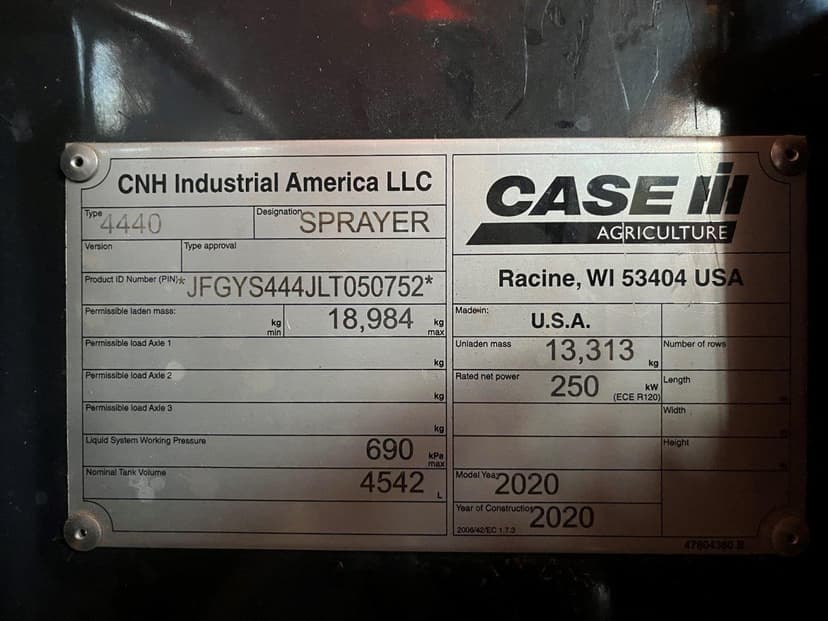 CNH Industrial America LLC
Type 4440 Designation SPRAYER
Version Type approval
Product ID Number (PIN) *JFGYS444JLT050752*
Permissible laden mass: kg min 18,984 kg max
Permissible load Axle 1 kg
Permissible load Axle 2 kg
Permissible load Axle 3 kg
Liquid System Working Pressure 690 kPa max
Nominal Tank Volume 4542 L
CASE IH
AGRICULTURE
Racine, WI 53404 USA
Made in: U.S.A.
Unladen mass 13,313 kg Number of rows
Rated net power 250 kW (ECE R120) Length
Width
Height
Model Year 2020
Year of Construction 2020
2006/42/EC 1.7.3
47804360 B